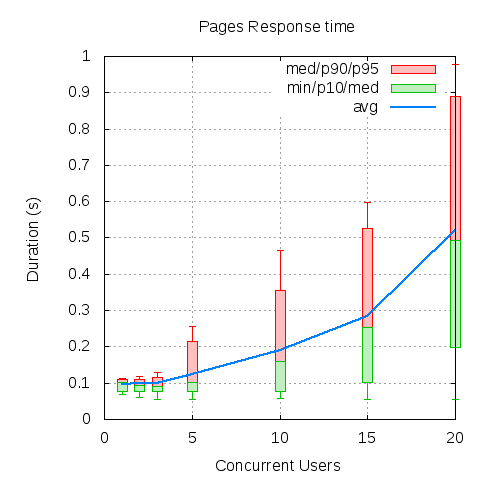 Pages Response time
med/p90/p95
min/p10/med
avg
Duration (s)
1
0.9
0.8
0.7
0.6
0.5
0.4
0.3
0.2
0.1
0
0 5 10 15 20
Concurrent Users